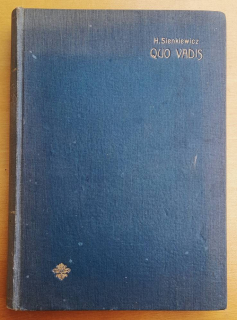 H. Sienkiewicz
QUO VADIS